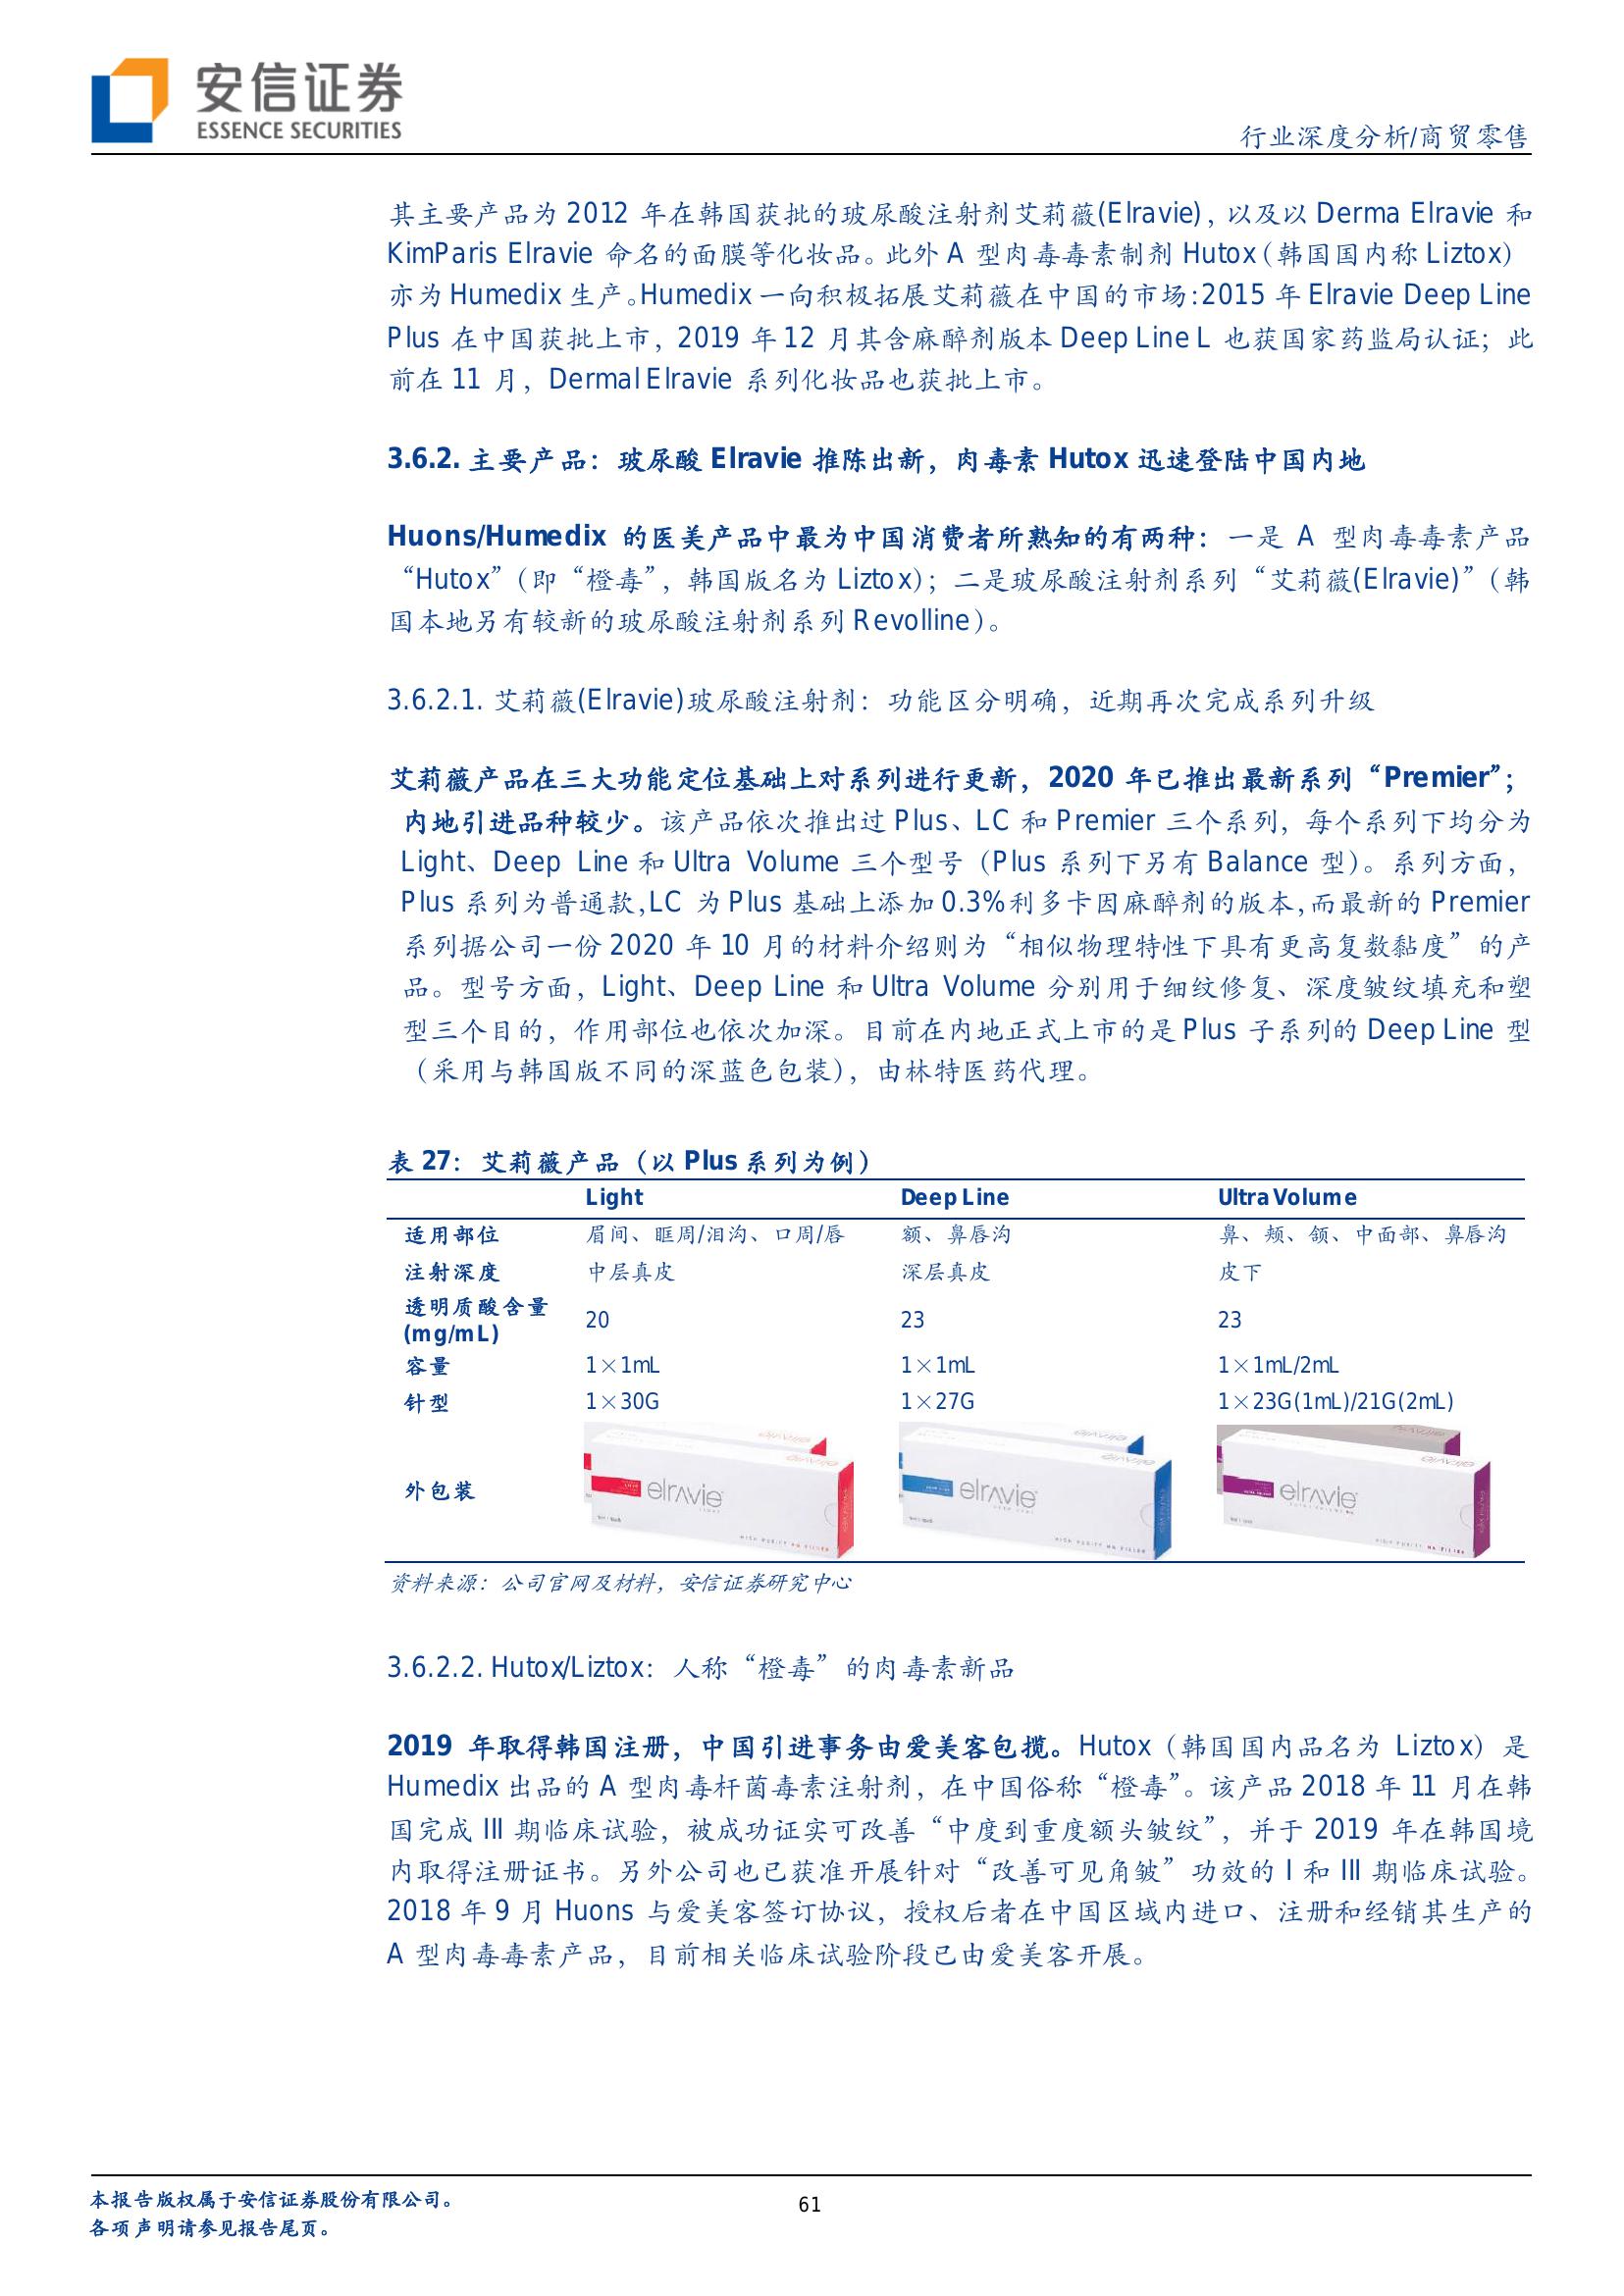 安信证券
ESSENCE SECURITIES
行业深度分析/商贸零售
其主要产品为 2012 年在韩国获批的玻尿酸注射剂艾莉薇(Elravie)，以及以 Derma Elravie 和
KimParis Elravie 命名的面膜等化妆品。此外 A 型肉毒毒素制剂 Hutox（韩国国内称 Liztox）
亦为 Humedix 生产。Humedix 一向积极拓展艾莉薇在中国的市场：2015 年 Elravie Deep Line
Plus 在中国获批上市，2019 年 12 月其含麻醉剂版本 Deep Line L 也获国家药监局认证；此
前在 11 月，Dermal Elravie 系列化妆品也获批上市。
3.6.2. 主要产品：玻尿酸 Elravie 推陈出新，肉毒素 Hutox 迅速登陆中国内地
Huons/Humedix 的医美产品中最为中国消费者所熟知的有两种：一是 A 型肉毒毒素产品
“Hutox”（即“橙毒”，韩国版名为 Liztox）；二是玻尿酸注射剂系列“艾莉薇(Elravie)”（韩
国本地另有较新的玻尿酸注射剂系列 Revolline）。
3.6.2.1. 艾莉薇(Elravie)玻尿酸注射剂：功能区分明确，近期再次完成系列升级
艾莉薇产品在三大功能定位基础上对系列进行更新，2020 年已推出最新系列“Premier”；
内地引进品种较少。该产品依次推出过 Plus、LC 和 Premier 三个系列，每个系列下均分为
Light、Deep Line 和 Ultra Volume 三个型号（Plus 系列下另有 Balance 型）。系列方面，
Plus 系列为普通款，LC 为 Plus 基础上添加 0.3%利多卡因麻醉剂的版本，而最新的 Premier
系列据公司一份 2020 年 10 月的材料介绍则为“相似物理特性下具有更高复数黏度”的产
品。型号方面，Light、Deep Line 和 Ultra Volume 分别用于细纹修复、深度皱纹填充和塑
型三个目的，作用部位也依次加深。目前在内地正式上市的是 Plus 子系列的 Deep Line 型
（采用与韩国版不同的深蓝色包装），由林特医药代理。
表 27：艾莉薇产品（以 Plus 系列为例）
Light Deep Line Ultra Volume
适用部位 眉间、眶周/泪沟、口周/唇 额、鼻唇沟 鼻、颊、颌、中面部、鼻唇沟
注射深度 中层真皮 深层真皮 皮下
透明质酸含量
(mg/mL) 20 23 23
容量 1×1mL 1×1mL 1×1mL/2mL
针型 1×30G 1×27G 1×23G(1mL)/21G(2mL)
外包装 elravie elravie elravie
HIGH PURITY HA FILLER HIGH PURITY HA FILLER HIGH PURITY HA FILLER
资料来源：公司官网及材料，安信证券研究中心
3.6.2.2. Hutox/Liztox：人称“橙毒”的肉毒素新品
2019 年取得韩国注册，中国引进事务由爱美客包揽。Hutox（韩国国内品名为 Liztox）是
Humedix 出品的 A 型肉毒杆菌毒素注射剂，在中国俗称“橙毒”。该产品 2018 年 11 月在韩
国完成 III 期临床试验，被成功证实可改善“中度到重度额头皱纹”，并于 2019 年在韩国境
内取得注册证书。另外公司也已获准开展针对“改善可见角皱”功效的 I 和 III 期临床试验。
2018 年 9 月 Huons 与爱美客签订协议，授权后者在中国区域内进口、注册和经销其生产的
A 型肉毒毒素产品，目前相关临床试验阶段已由爱美客开展。
本报告版权属于安信证券股份有限公司。
各项声明请参见报告尾页。
61